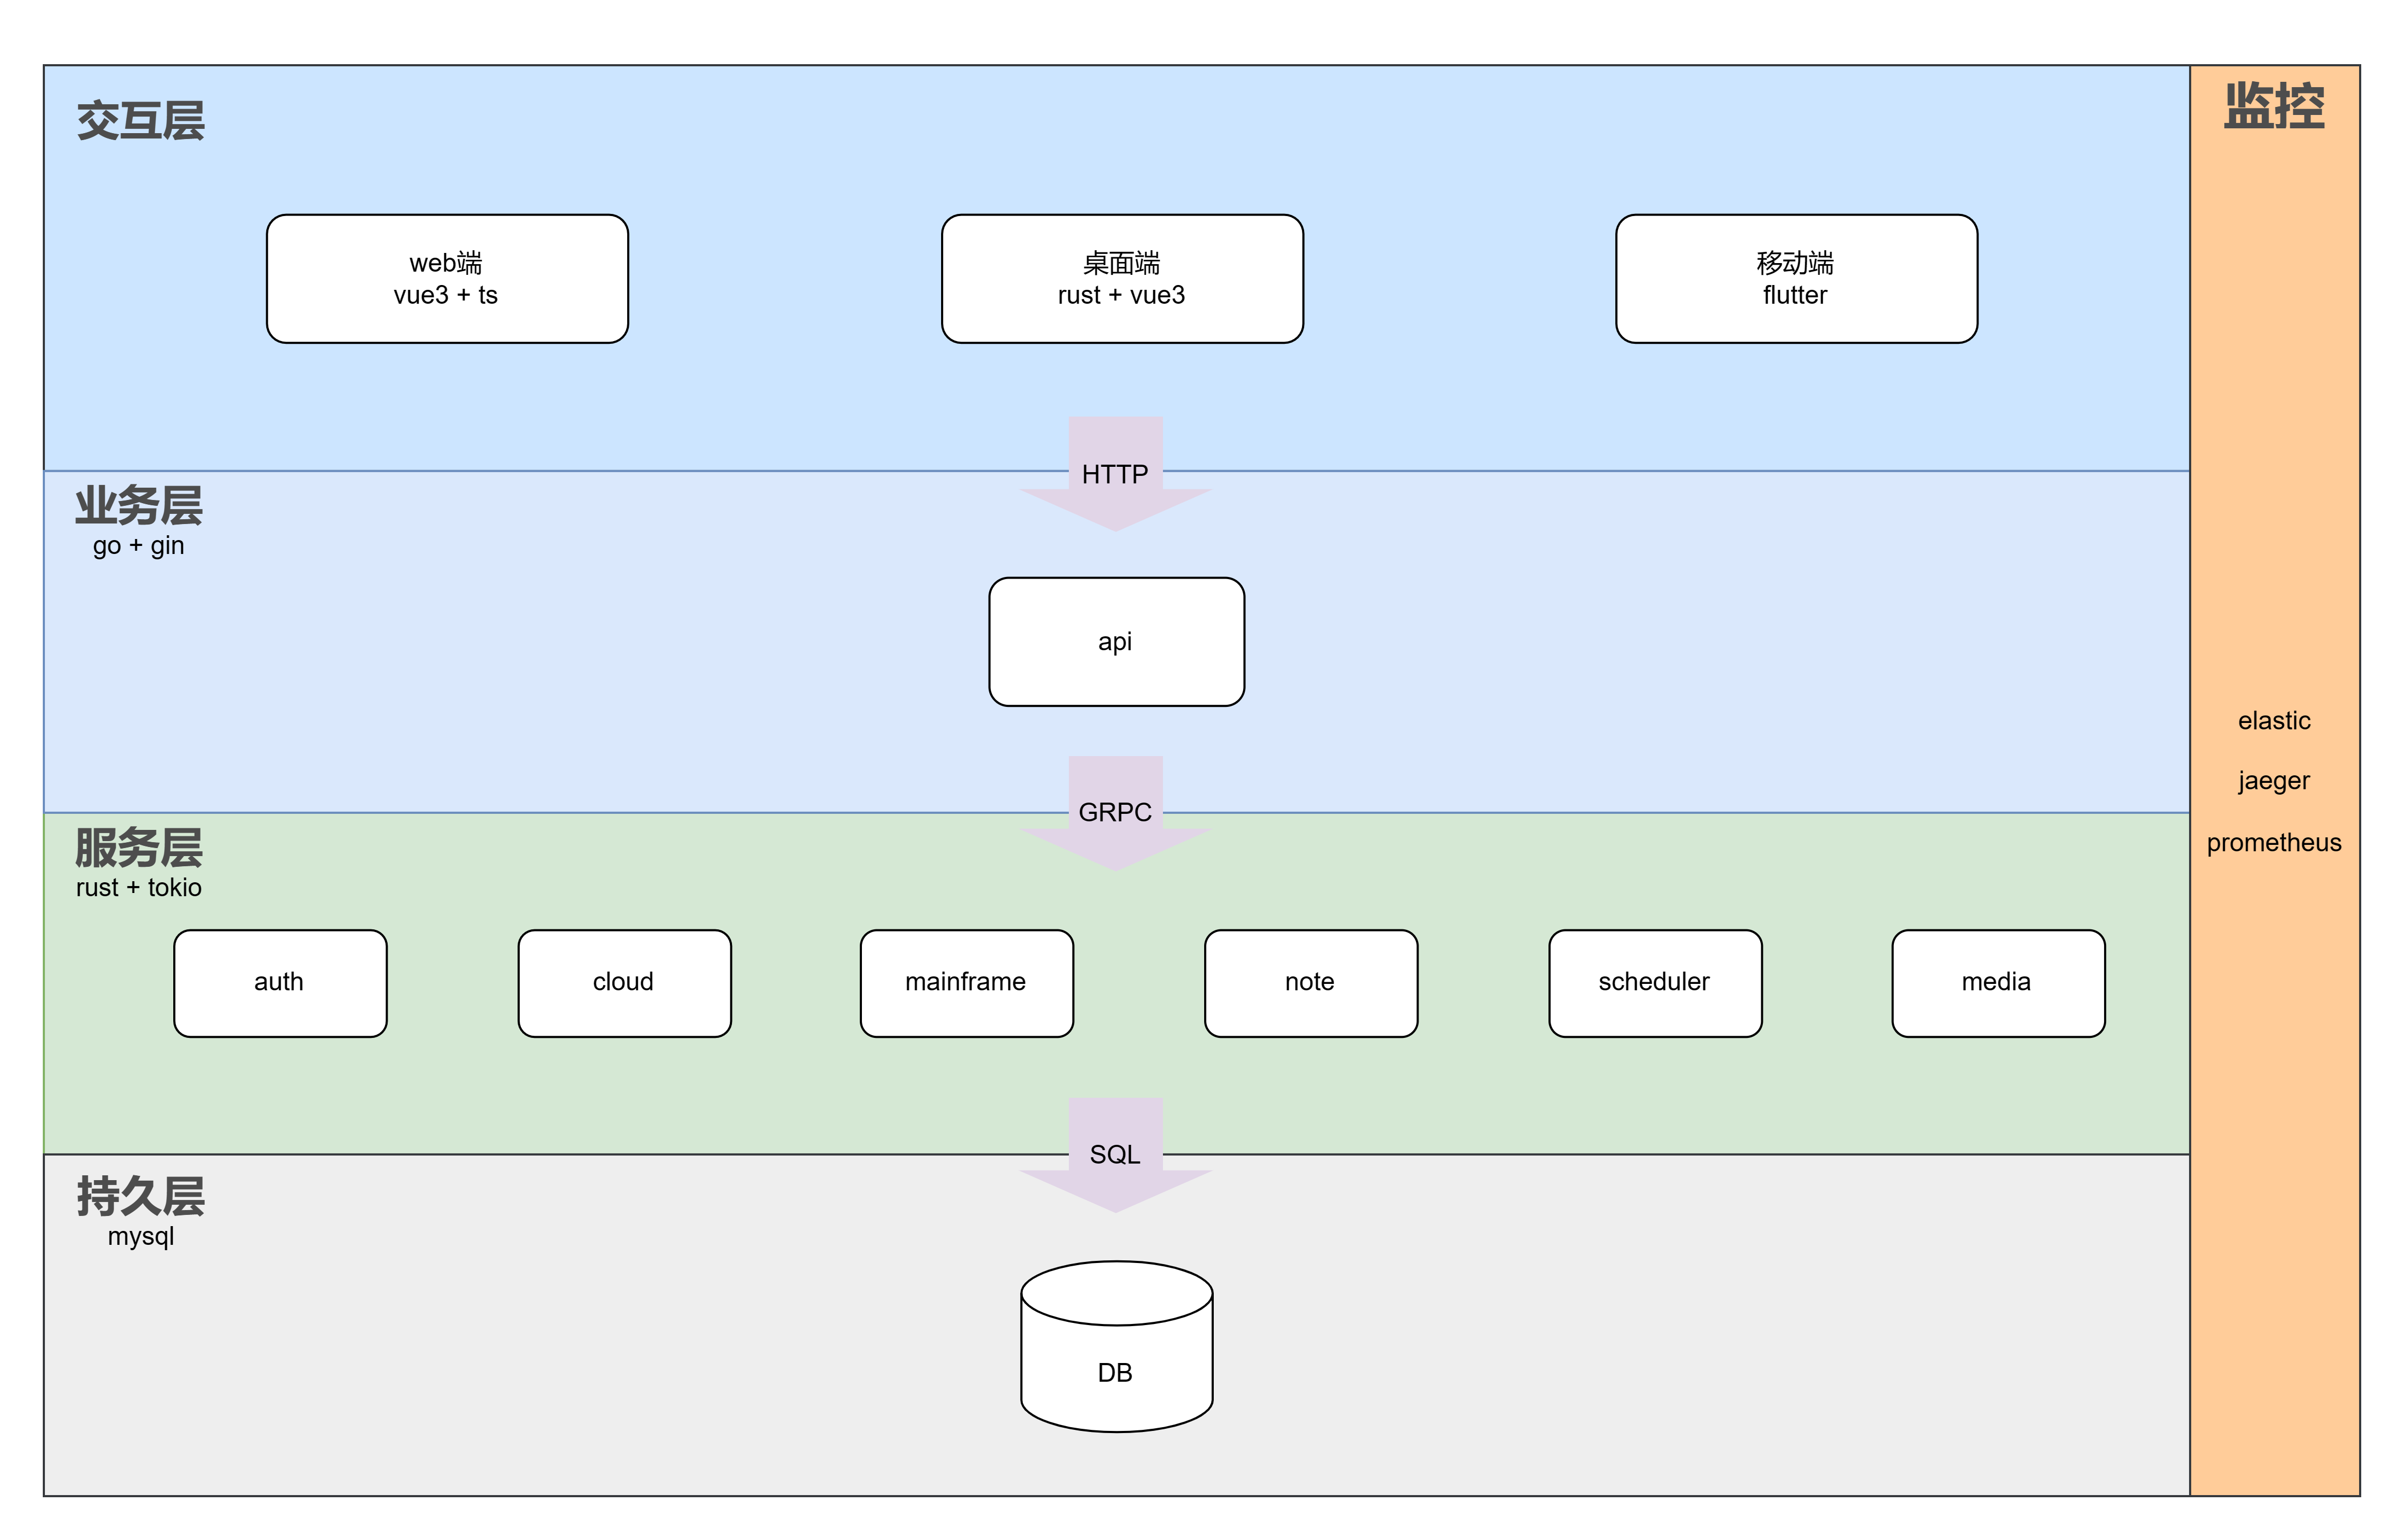 交互层
监控
web端
vue3 + ts
桌面端
rust + vue3
移动端
flutter
HTTP
业务层
go + gin
api
elastic
jaeger
prometheus
GRPC
服务层
rust + tokio
auth
cloud
mainframe
note
scheduler
media
SQL
持久层
mysql
DB